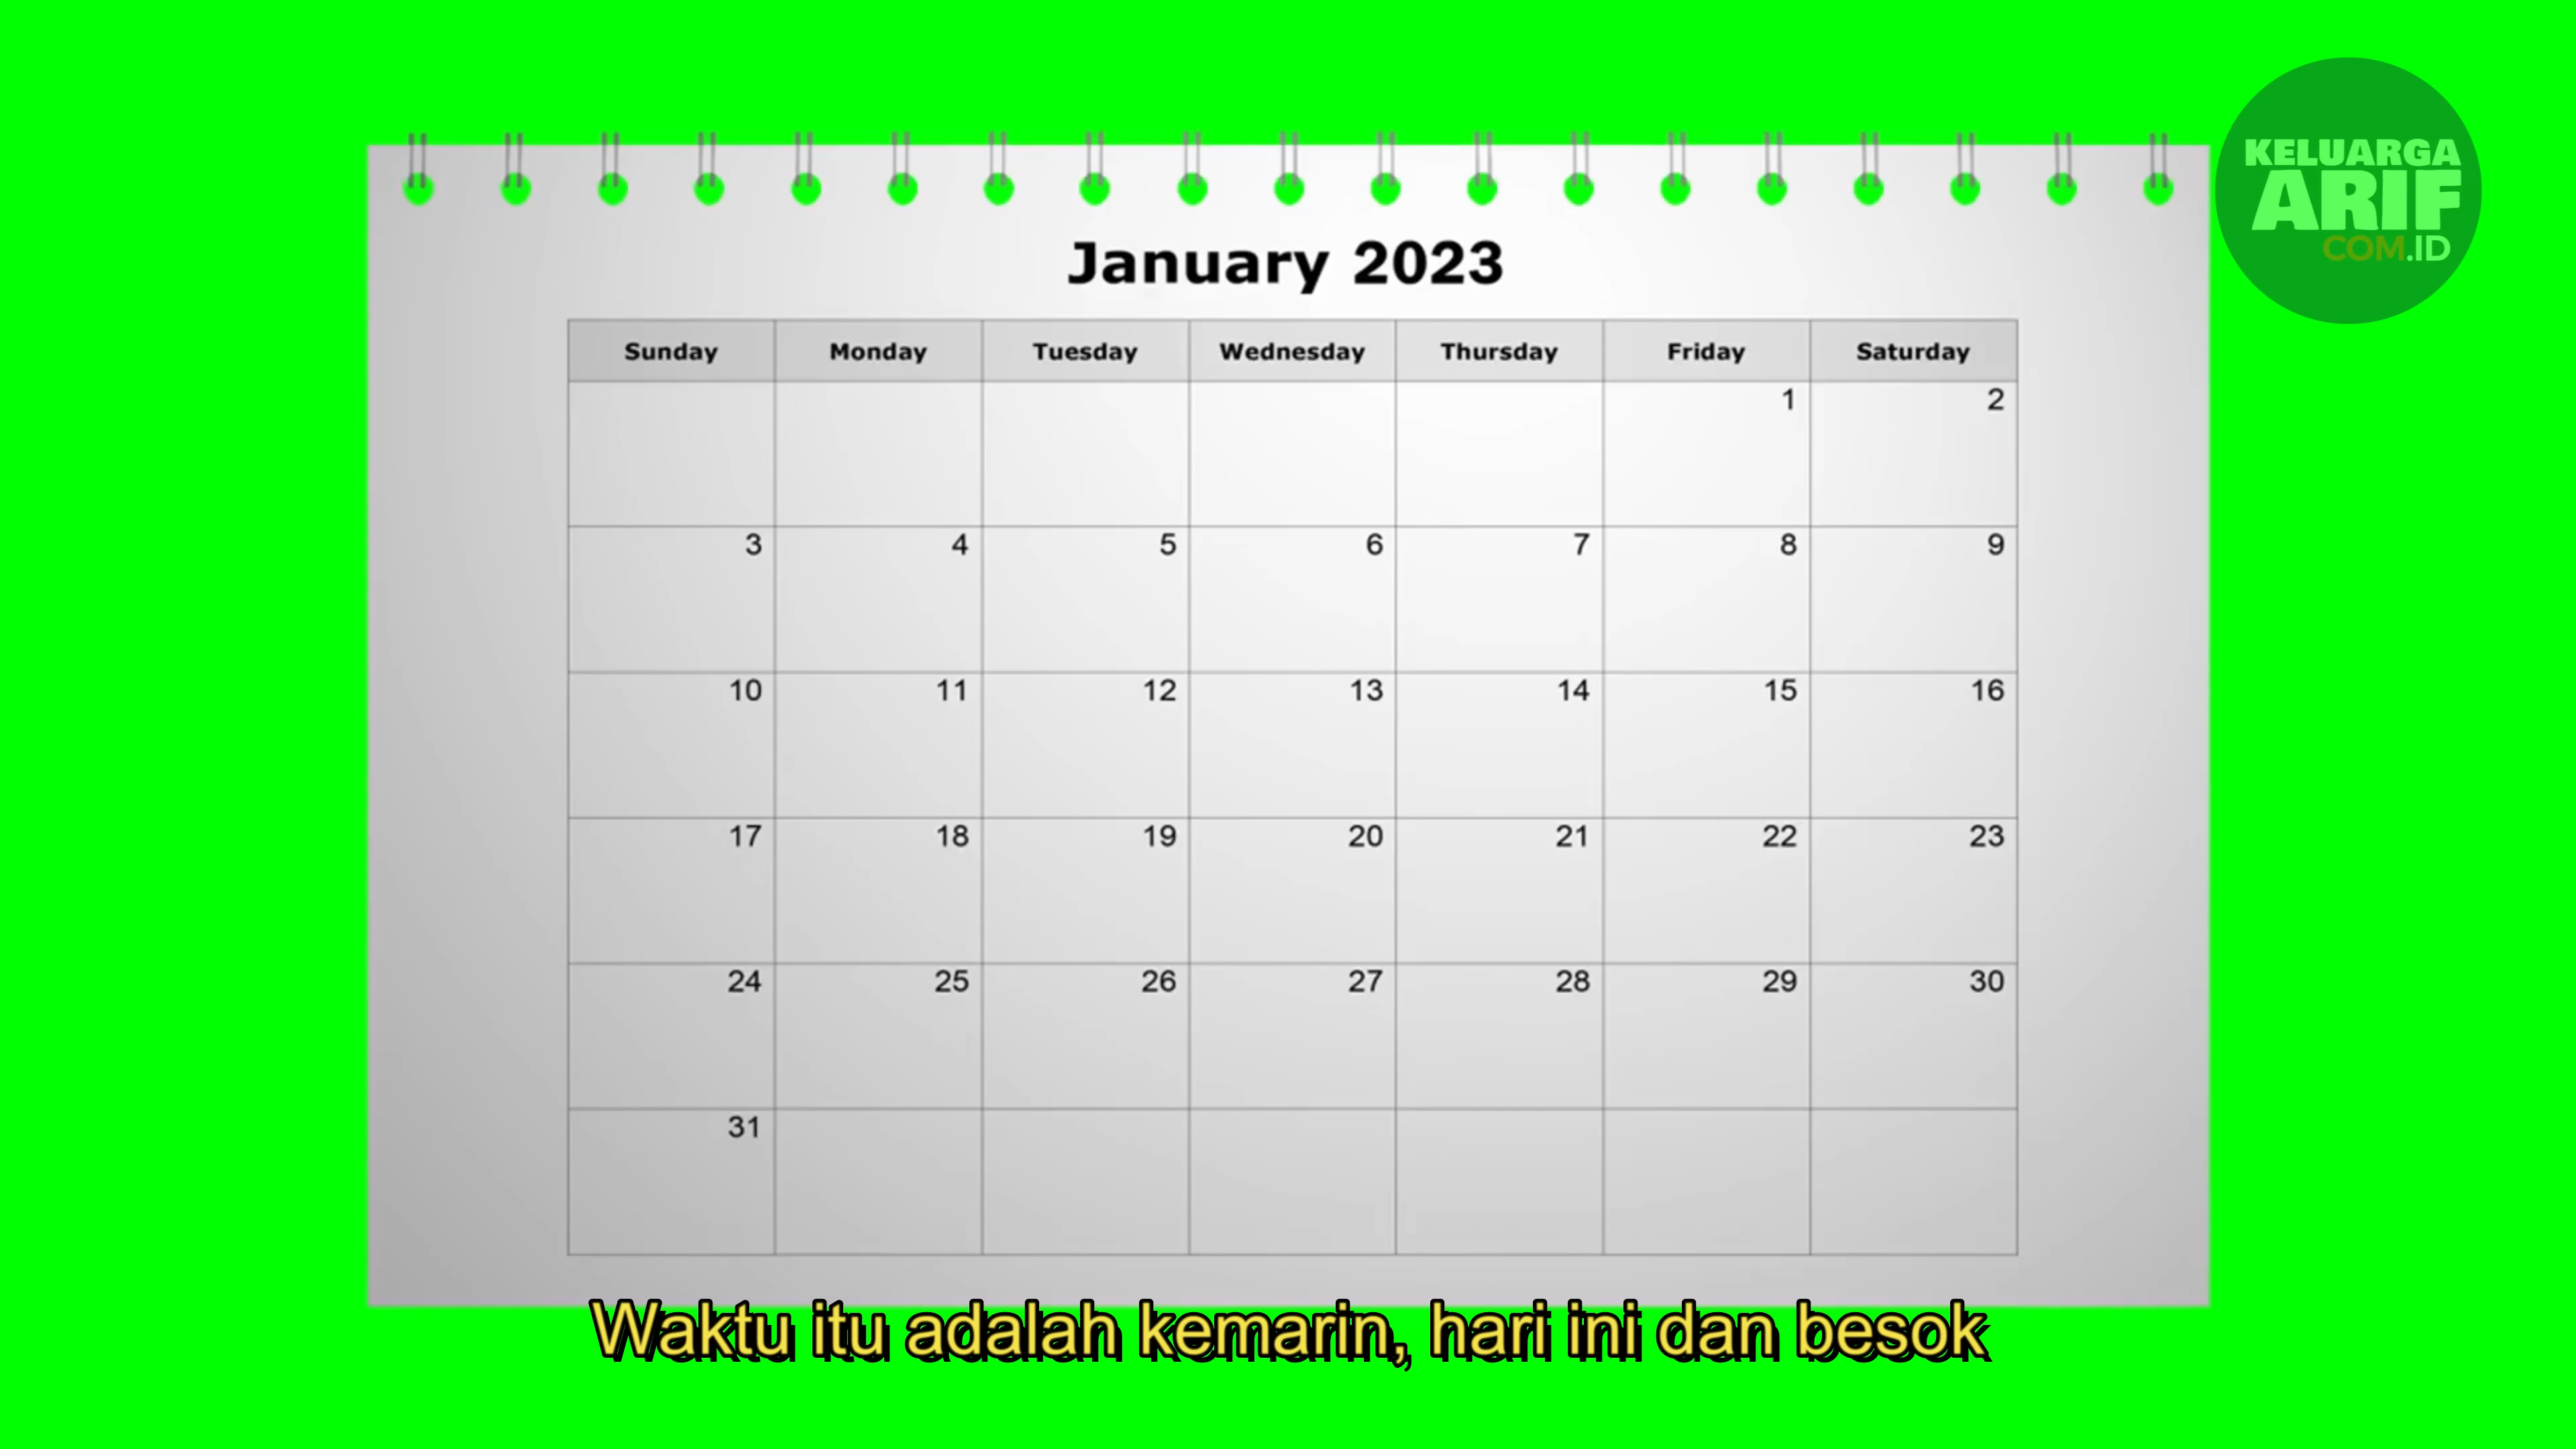 KELUARGA
ARIF
COM.ID
January 2023
Sunday Monday Tuesday Wednesday Thursday Friday Saturday
1 2
3 4 5 6 7 8 9
10 11 12 13 14 15 16
17 18 19 20 21 22 23
24 25 26 27 28 29 30
31
Waktu itu adalah kemarin, hari ini dan besok